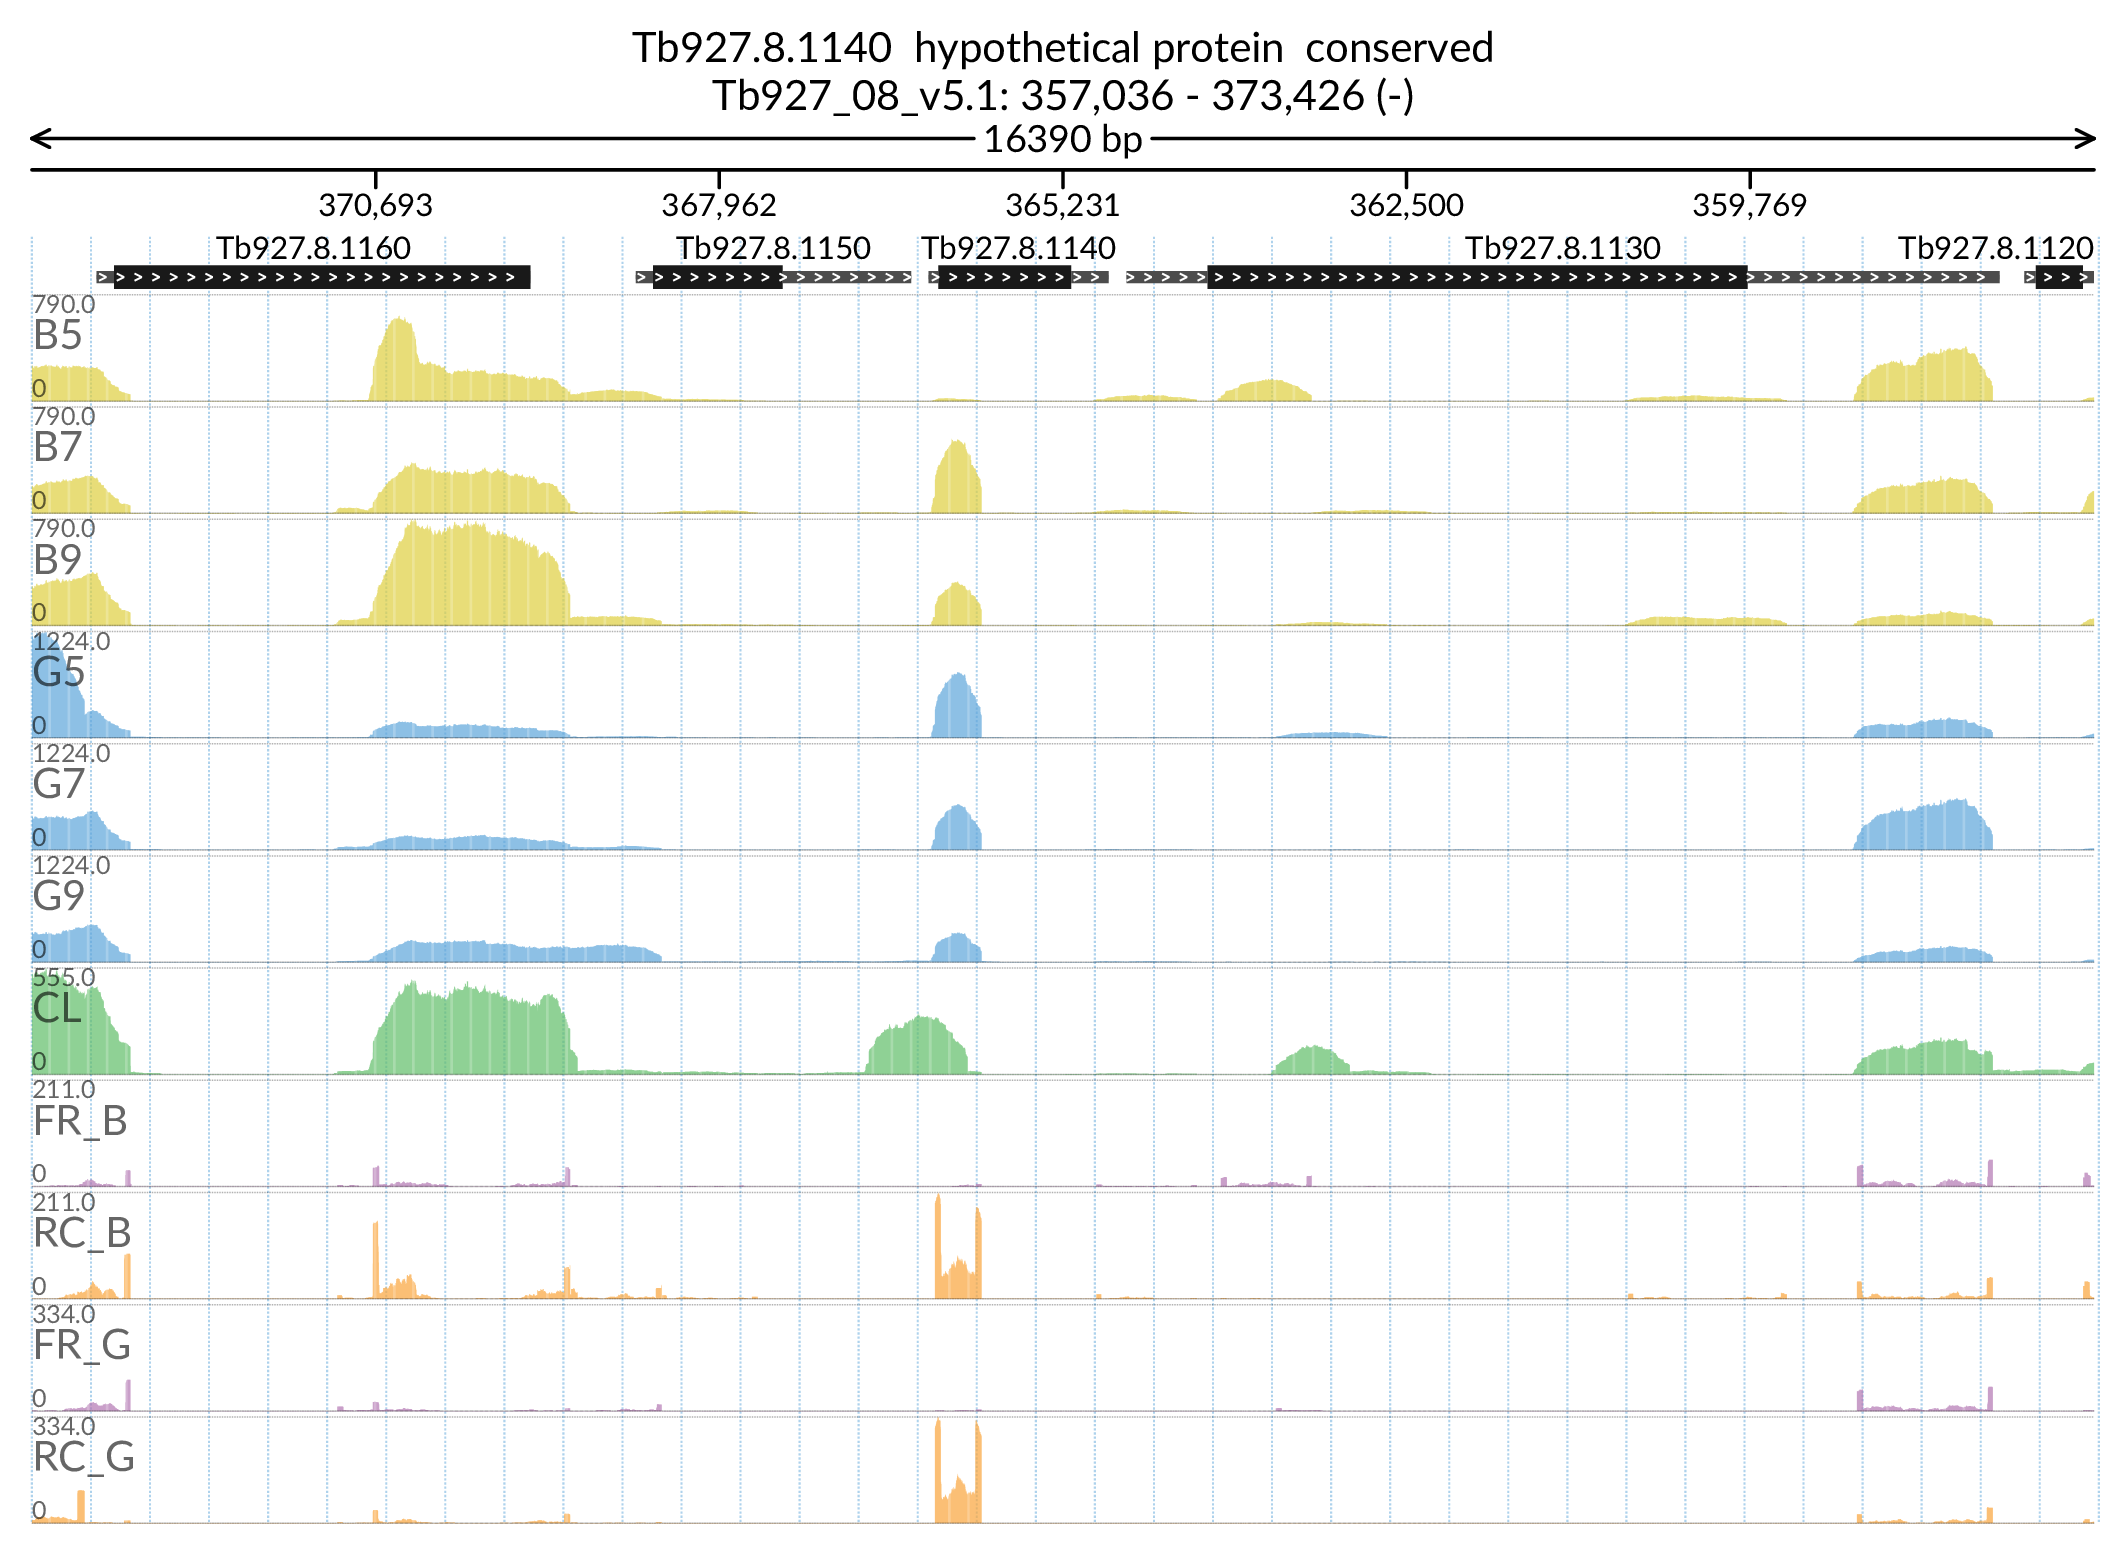 Tb927.8.1140  hypothetical protein  conserved
Tb927_08_v5.1: 357,036 - 373,426 (-)
16390 bp
370,693 367,962 365,231 362,500 359,769
Tb927.8.1160 Tb927.8.1150 Tb927.8.1140 Tb927.8.1130 Tb927.8.1120
790.0
B5
0
790.0
B7
0
790.0
B9
0
1224.0
G5
0
1224.0
G7
0
1224.0
G9
0
555.0
CL
0
211.0
FR_B
0
211.0
RC_B
0
334.0
FR_G
0
334.0
RC_G
0